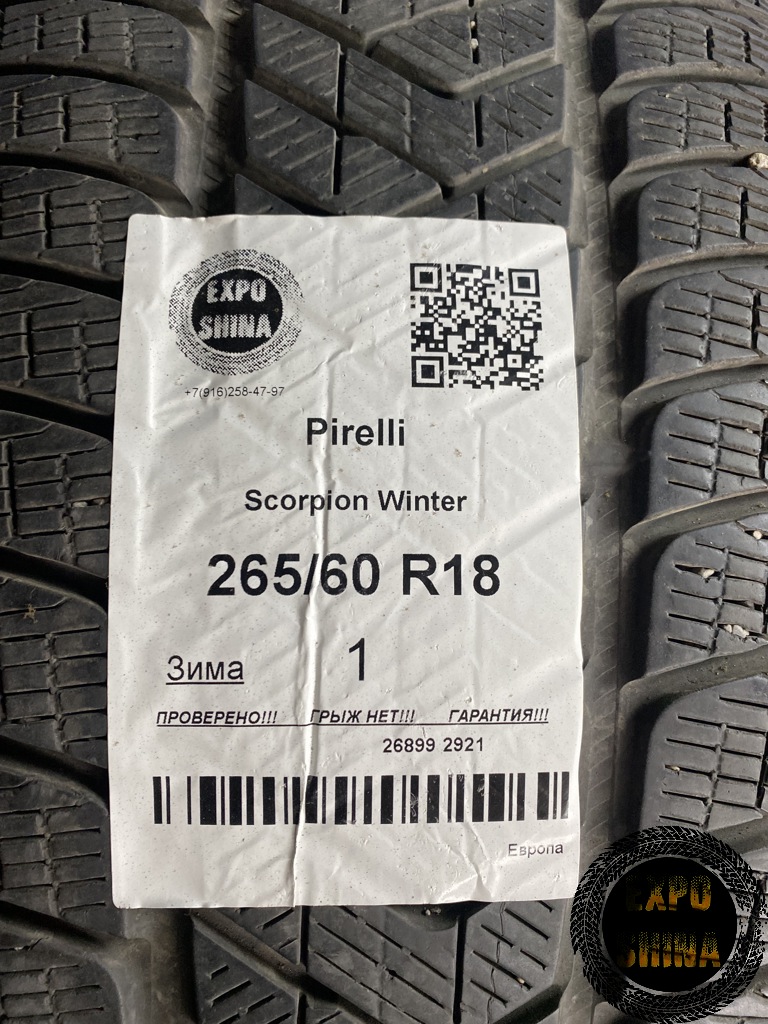 EXPO
SHINA
+7(916)258-47-97
Pirelli
Scorpion Winter
265/60 R18
Зима 1
ПРОВЕРЕНО!!! ГРЫЖ НЕТ!!! ГАРАНТИЯ!!!
26899 2921
Европа
EXPO
SHINA